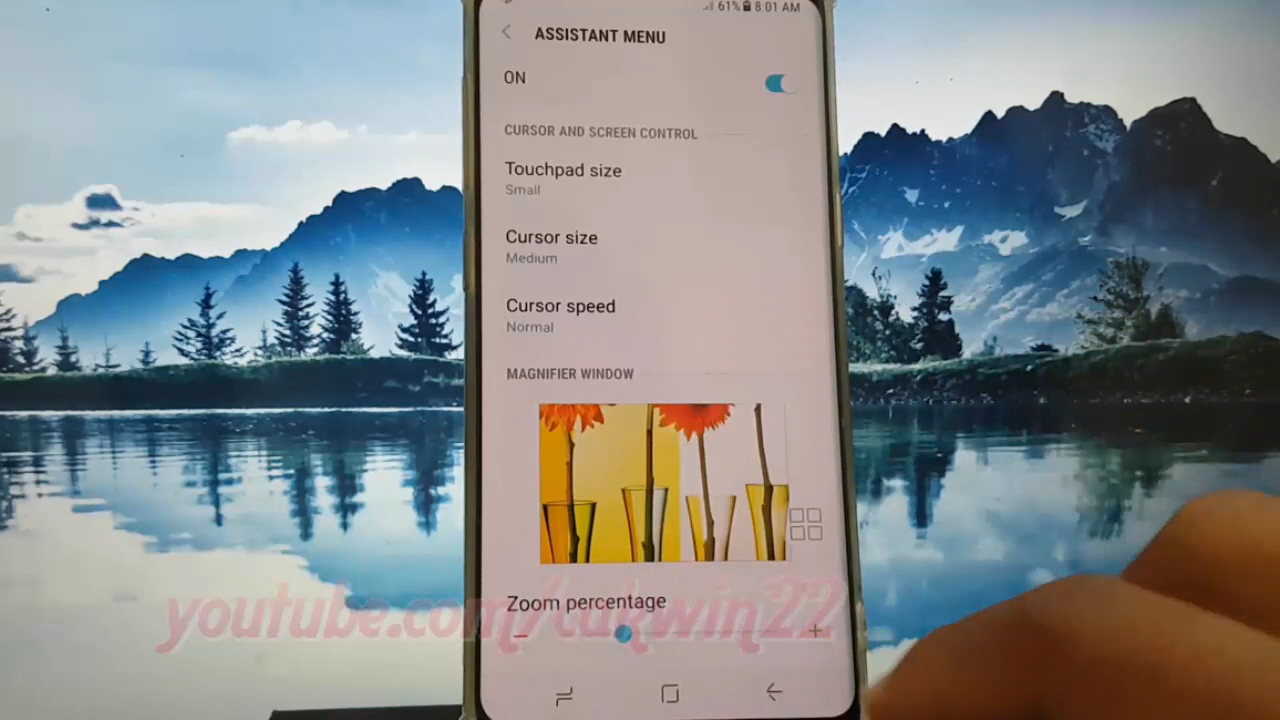 61% 8:01 AM
ASSISTANT MENU
ON
CURSOR AND SCREEN CONTROL
Touchpad size
Small
Cursor size
Medium
Cursor speed
Normal
MAGNIFIER WINDOW
Zoom percentage
youtube.com/cakwin22